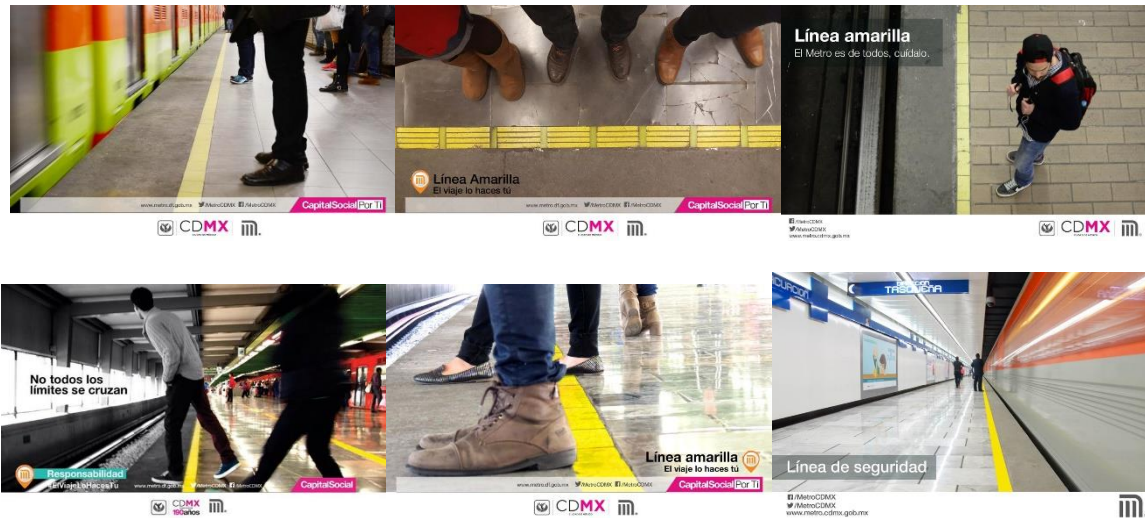 www.metro.df.gob.mx /MetroCDMX /MetroCDMX CapitalSocial Por Ti
CDMX
Línea Amarilla
El viaje lo haces tú
www.metro.df.gob.mx /MetroCDMX /MetroCDMX CapitalSocial Por Ti
CDMX
Línea amarilla
El Metro es de todos, cuídalo.
/MetroCDMX
/MetroCDMX
www.metro.cdmx.gob.mx
CDMX
No todos los
límites se cruzan
Responsabilidad
#ElViajeLoHacesTu
CapitalSocial
CDMX
190años
Línea amarilla
El viaje lo haces tú
www.metro.df.gob.mx /MetroCDMX /MetroCDMX CapitalSocial Por Ti
CDMX
TASQUEÑA
Línea de seguridad
/MetroCDMX
/MetroCDMX
www.metro.cdmx.gob.mx